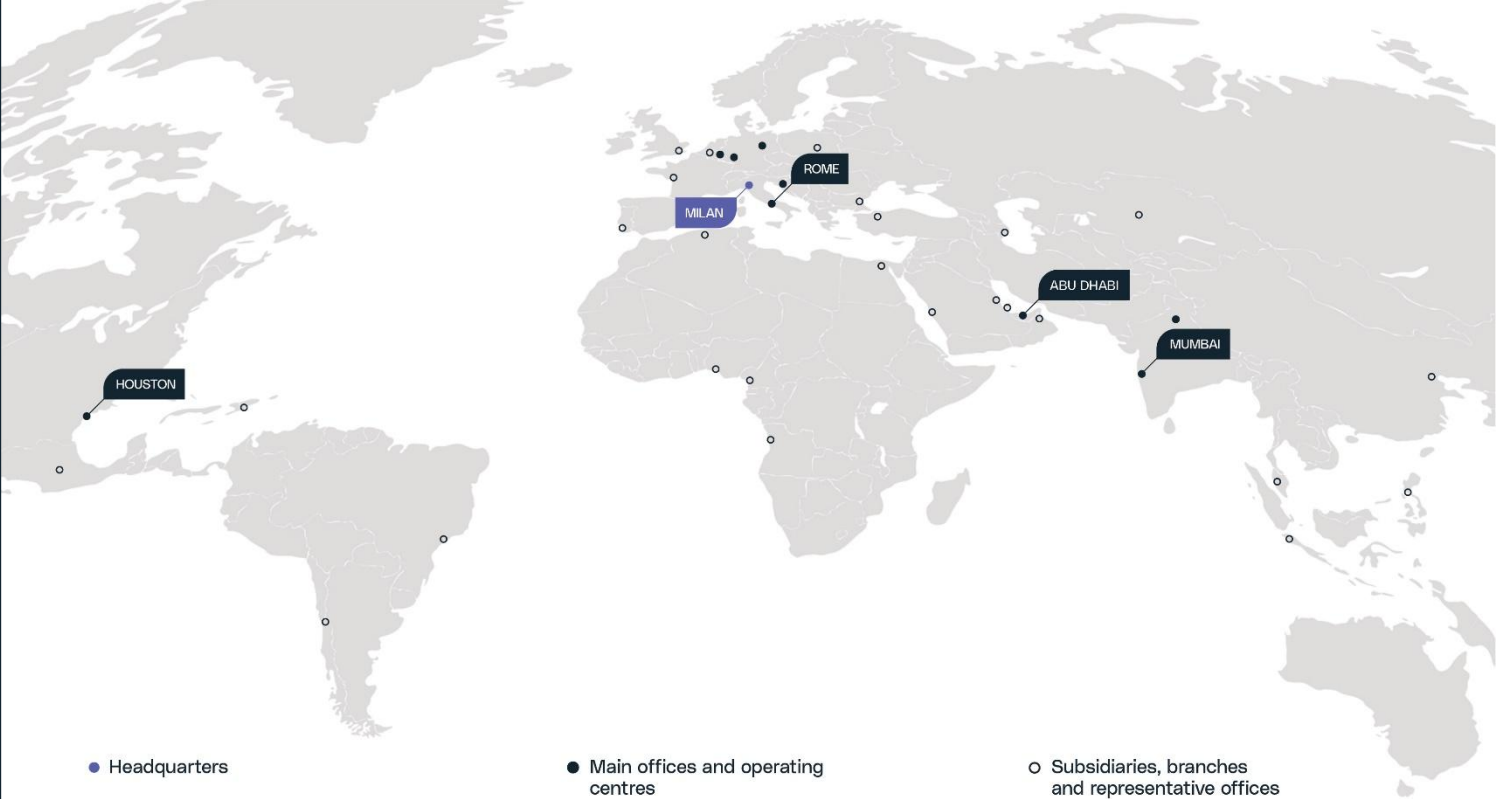 ROME
MILAN
ABU DHABI
MUMBAI
HOUSTON
Headquarters
Main offices and operating
centres
Subsidiaries, branches
and representative offices